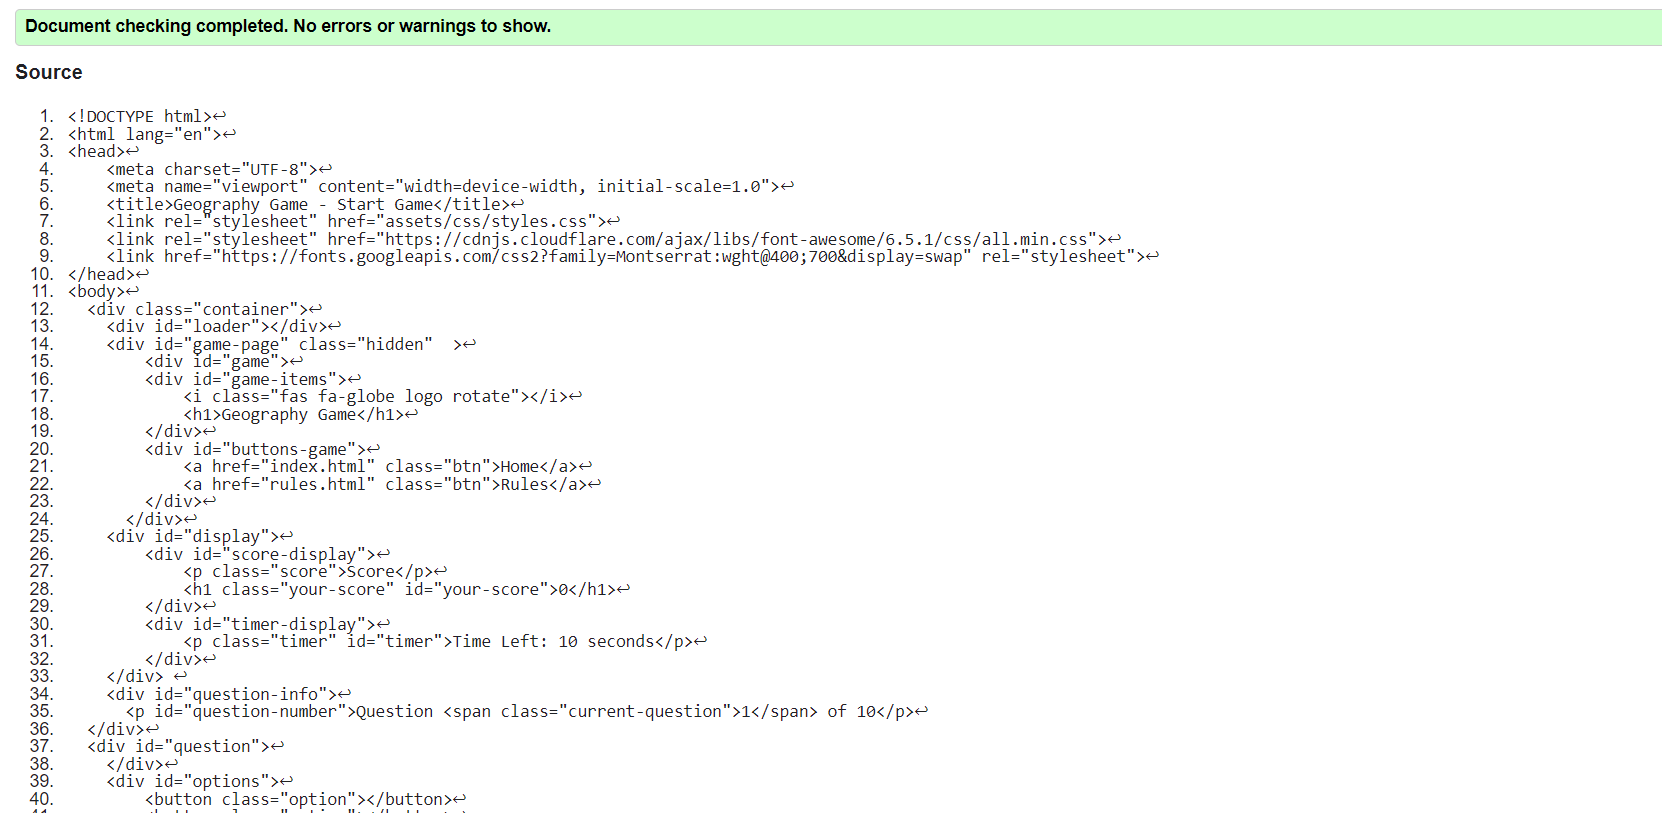 Document checking completed. No errors or warnings to show.
Source
1. <!DOCTYPE html>↩
2. <html lang="en">↩
3. <head>↩
4.     <meta charset="UTF-8">↩
5.     <meta name="viewport" content="width=device-width, initial-scale=1.0">↩
6.     <title>Geography Game - Start Game</title>↩
7.     <link rel="stylesheet" href="assets/css/styles.css">↩
8.     <link rel="stylesheet" href="https://cdnjs.cloudflare.com/ajax/libs/font-awesome/6.5.1/css/all.min.css">↩
9.     <link href="https://fonts.googleapis.com/css2?family=Montserrat:wght@400;700&display=swap" rel="stylesheet">↩
10. </head>↩
11. <body>↩
12.   <div class="container">↩
13.     <div id="loader"></div>↩
14.     <div id="game-page" class="hidden"  >↩
15.         <div id="game">↩
16.         <div id="game-items">↩
17.             <i class="fas fa-globe logo rotate"></i>↩
18.             <h1>Geography Game</h1>↩
19.         </div>↩
20.         <div id="buttons-game">↩
21.             <a href="index.html" class="btn">Home</a>↩
22.             <a href="rules.html" class="btn">Rules</a>↩
23.         </div>↩
24.       </div>↩
25.     <div id="display">↩
26.         <div id="score-display">↩
27.             <p class="score">Score</p>↩
28.             <h1 class="your-score" id="your-score">0</h1>↩
29.         </div>↩
30.         <div id="timer-display">↩
31.             <p class="timer" id="timer">Time Left: 10 seconds</p>↩
32.         </div>↩
33.     </div> ↩
34.     <div id="question-info">↩
35.       <p id="question-number">Question <span class="current-question">1</span> of 10</p>↩
36.   </div>↩
37.   <div id="question">↩
38.     </div>↩
39.     <div id="options">↩
40.         <button class="option"></button>↩